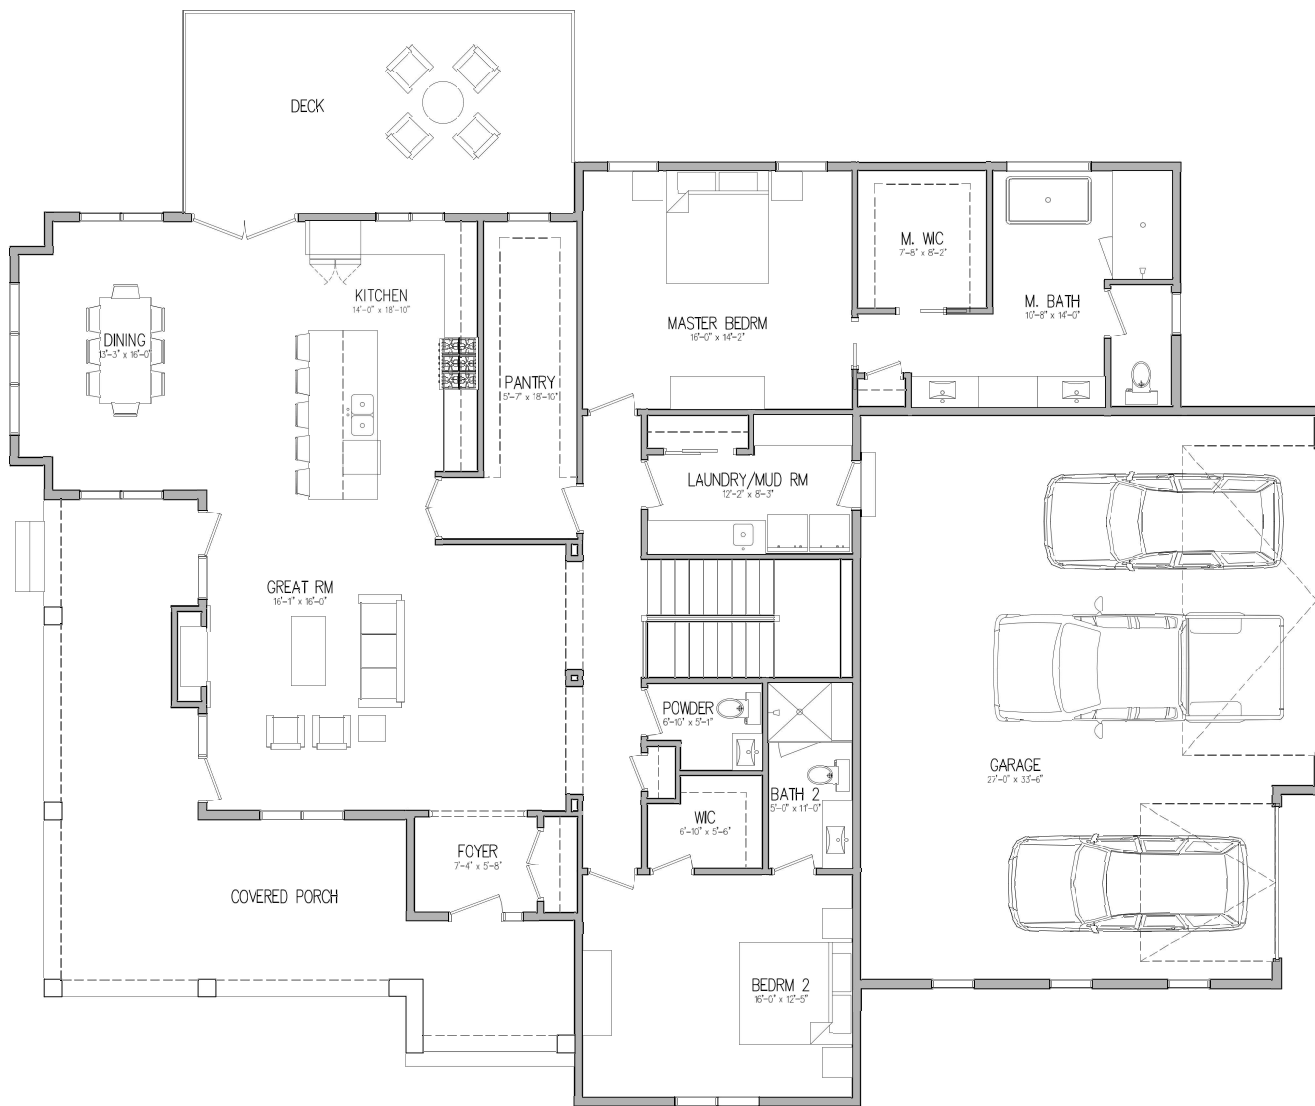 DECK
M. WIC
7'-8" x 8'-2"
KITCHEN
14'-0" x 18'-10"
M. BATH
10'-8" x 14'-0"
MASTER BEDRM
16'-0" x 14'-2"
DINING
13'-3" x 16'-0"
PANTRY
5'-7" x 18'-10"
LAUNDRY/MUD RM
12'-2" x 8'-3"
GREAT RM
16'-1" x 16'-0"
POWDER
6'-10" x 5'-1"
GARAGE
27'-0" x 33'-6"
BATH 2
5'-0" x 11'-0"
WIC
6'-10" x 5'-6"
FOYER
7'-4" x 5'-8"
COVERED PORCH
BEDRM 2
16'-0" x 12'-5"